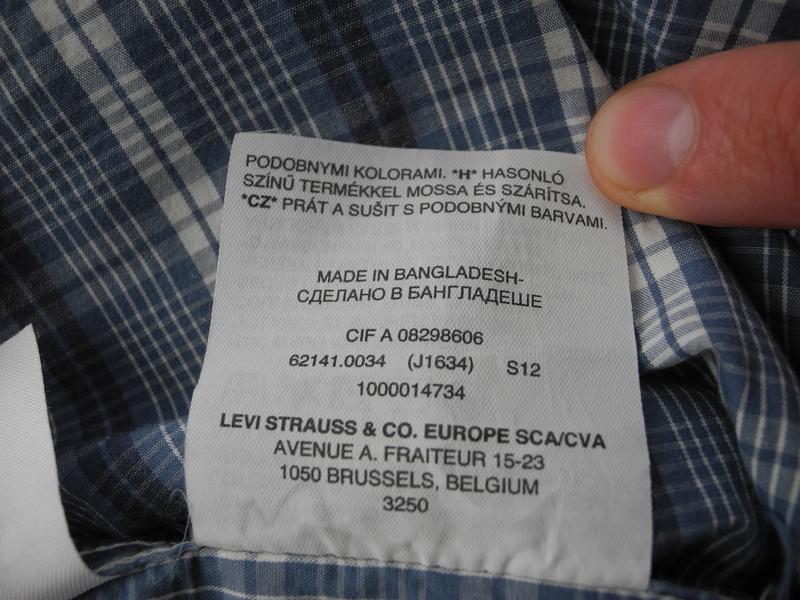 PODOBNYMI KOLORAMI. *H* HASONLÓ
SZÍNŰ TERMÉKKEL MOSSA ÉS SZÁRÍTSA.
*CZ* PRÁT A SUŠIT S PODOBNÝMI BARVAMI.
MADE IN BANGLADESH-
СДЕЛАНО В БАНГЛАДЕШЕ
CIF A 08298606
62141.0034 (J1634) S12
1000014734
LEVI STRAUSS & CO. EUROPE SCA/CVA
AVENUE A. FRAITEUR 15-23
1050 BRUSSELS, BELGIUM
3250